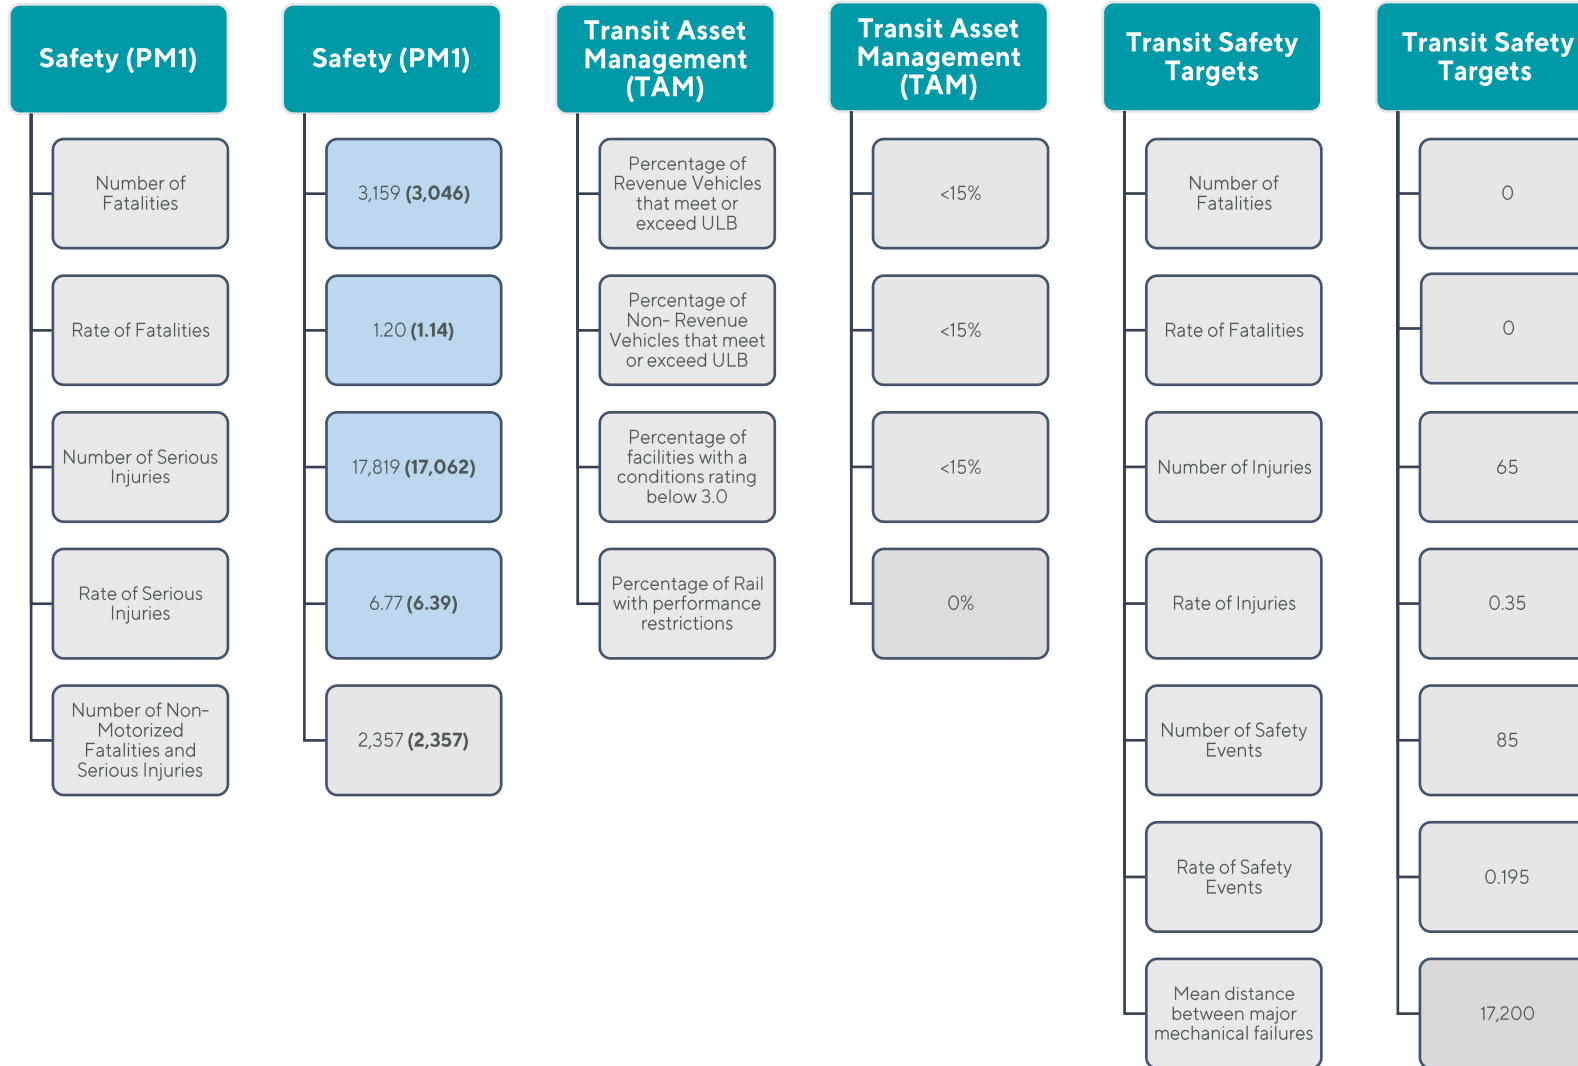 Safety (PM1)
Number of
Fatalities
Rate of Fatalities
Number of Serious
Injuries
Rate of Serious
Injuries
Number of Non-
Motorized
Fatalities and
Serious Injuries
Safety (PM1)
3,159 (3,046)
1.20 (1.14)
17,819 (17,062)
6.77 (6.39)
2,357 (2,357)
Transit Asset
Management
(TAM)
Percentage of
Revenue Vehicles
that meet or
exceed ULB
Percentage of
Non- Revenue
Vehicles that meet
or exceed ULB
Percentage of
facilities with a
conditions rating
below 3.0
Percentage of Rail
with performance
restrictions
Transit Asset
Management
(TAM)
<15%
<15%
<15%
0%
Transit Safety
Targets
Number of
Fatalities
Rate of Fatalities
Number of Injuries
Rate of Injuries
Number of Safety
Events
Rate of Safety
Events
Mean distance
between major
mechanical failures
Transit Safety
Targets
0
0
65
0.35
85
0.195
17,200